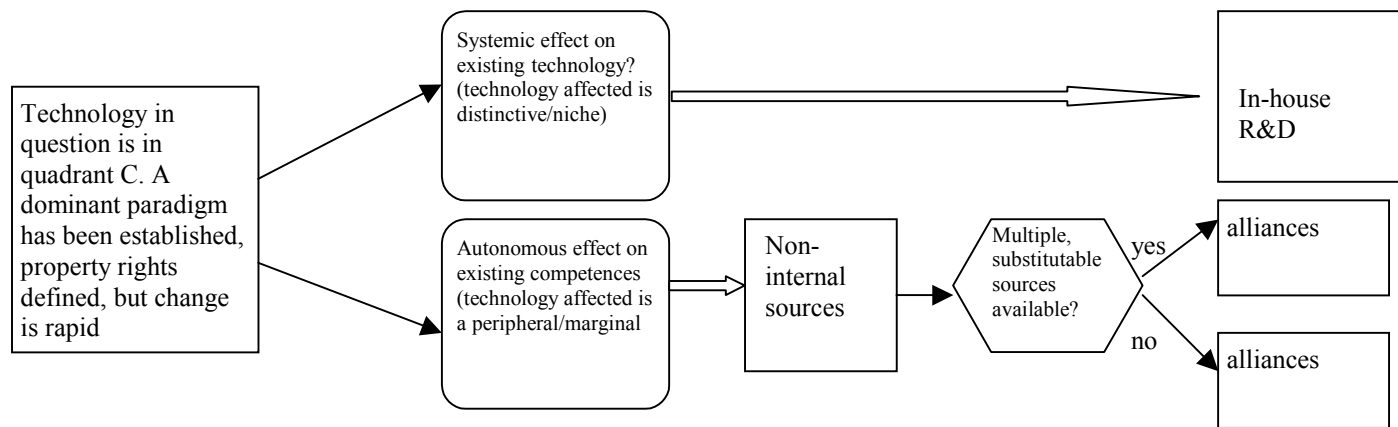 Technology in
question is in
quadrant C. A
dominant paradigm
has been established,
property rights
defined, but change
is rapid
Systemic effect on
existing technology?
(technology affected is
distinctive/niche)
In-house
R&D
Autonomous effect on
existing competences
(technology affected is
a peripheral/marginal
Non-
internal
sources
Multiple,
substitutable
sources
available?
yes
alliances
no
alliances